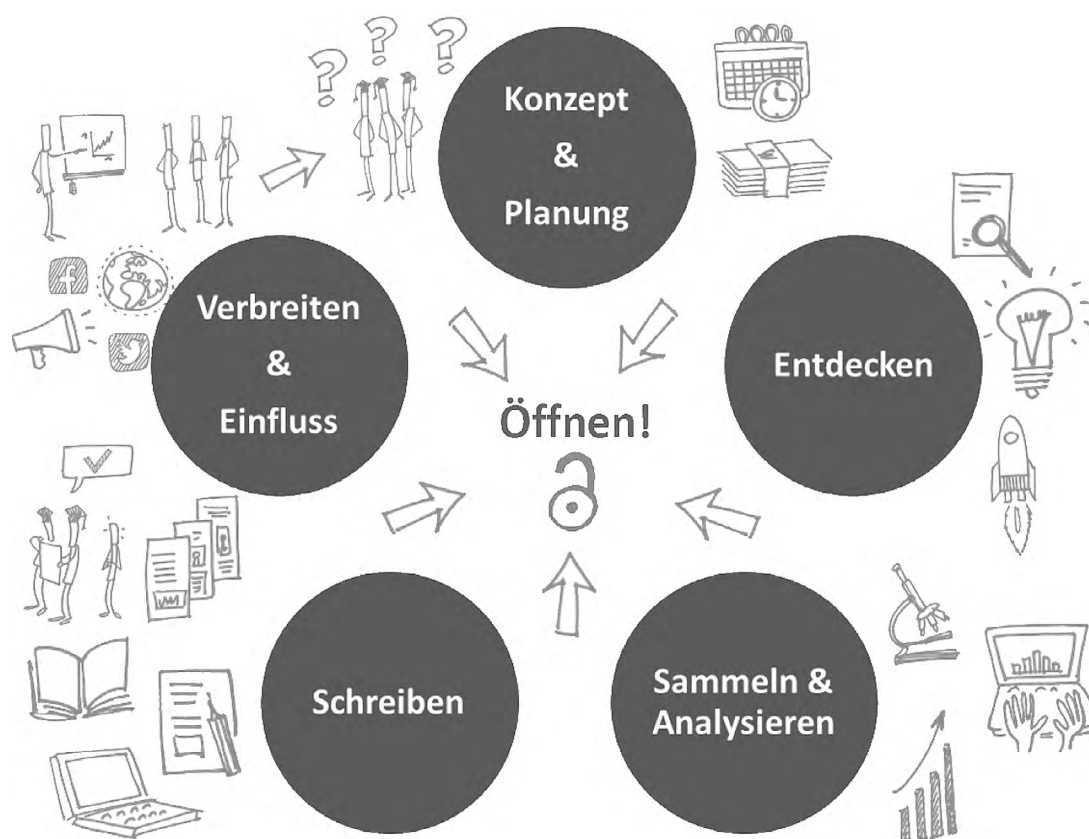 Konzept
&
Planung
Verbreiten
&
Einfluss
Entdecken
Öffnen!
Schreiben
Sammeln &
Analysieren